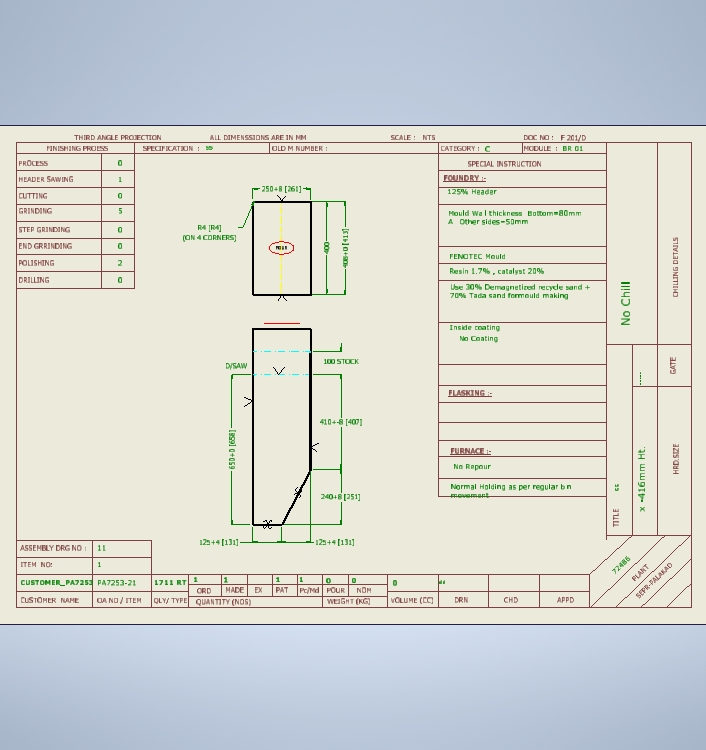 THIRD ANGLE PROJECTION ALL DIMENSSIONS ARE IN MM SCALE : NTS DOC NO : F 201/D
FINISHING PROESS SPECIFICATION : ss OLD M NUMBER : CATEGORY : C MODULE : BR 01
PROCESS 0
HEADER SAWING 1
CUTTING 0
GRINDING 5
STEP GRINDING 0
END GRRINDING 0
POLISHING 2
DRILLING 0
250+8 [261]
R4 [R4]
(ON 4 CORNERS)
POUR
400
D/SAW
100 STOCK
410+-8 [407]
650+0 [658]
240+8 [251]
125+4 [131] 125+4 [131]
SPECIAL INSTRUCTION
FOUNDRY :-
125% Header
Mould Wall thickness Bottom=80mm
A Other sides=50mm
FENOTEC Mould
Resin 1.7% , catalyst 20%
Use 30% Demagnetized recycle sand +
70% Tada sand formould making
Inside coating
No Coating
FLASKING :-
FURNACE :-
No Repour
Normal Holding as per regular bin
movement
No Chill
CHILLING DETAILS
.....
GATE
TITLE ss
x -416mm Ht.
HRD.SIZE
72486
PLANT
SEPR-PALAKAD
ASSEMBLY DRG NO : 11
ITEM NO: 1
CUSTOMER_PA7253 PA7253-21 1711 RT 1 1 1 1 0 0 0
CUSTOMER NAME OA NO / ITEM QLY/ TYPE ORD MADE EX PAT Pc/Md POUR NOM
QUANTITY (NOS) WEIGHT (KG) VOLUME (CC) DRN CHD APPD